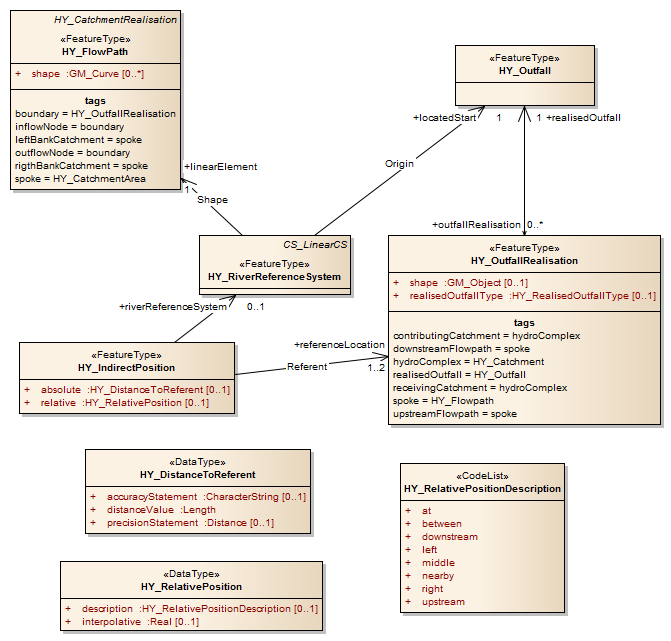 HY_CatchmentRealisation
«FeatureType»
HY_FlowPath
+ shape :GM_Curve [0..*]
tags
boundary = HY_OutfallRealisation
inflowNode = boundary
leftBankCatchment = spoke
outflowNode = boundary
rigthBankCatchment = spoke
spoke = HY_CatchmentArea
«FeatureType»
HY_Outfall
+locatedStart 1
1 +realisedOutfall
Origin
+linearElement
1
Shape
+outfallRealisation 0..*
CS_LinearCS
«FeatureType»
HY_RiverReferenceSystem
«FeatureType»
HY_OutfallRealisation
+ shape :GM_Object [0..1]
+ realisedOutfallType :HY_RealisedOutfallType [0..1]
tags
contributingCatchment = hydroComplex
downstreamFlowpath = spoke
hydroComplex = HY_Catchment
realisedOutfall = HY_Outfall
receivingCatchment = hydroComplex
spoke = HY_Flowpath
upstreamFlowpath = spoke
+riverReferenceSystem 0..1
«FeatureType»
HY_IndirectPosition
+ absolute :HY_DistanceToReferent [0..1]
+ relative :HY_RelativePosition [0..1]
+referenceLocation
Referent
1..2
«DataType»
HY_DistanceToReferent
+ accuracyStatement :CharacterString [0..1]
+ distanceValue :Length
+ precisionStatement :Distance [0..1]
«CodeList»
HY_RelativePositionDescription
+ at
+ between
+ downstream
+ left
+ middle
+ nearby
+ right
+ upstream
«DataType»
HY_RelativePosition
+ description :HY_RelativePositionDescription [0..1]
+ interpolative :Real [0..1]